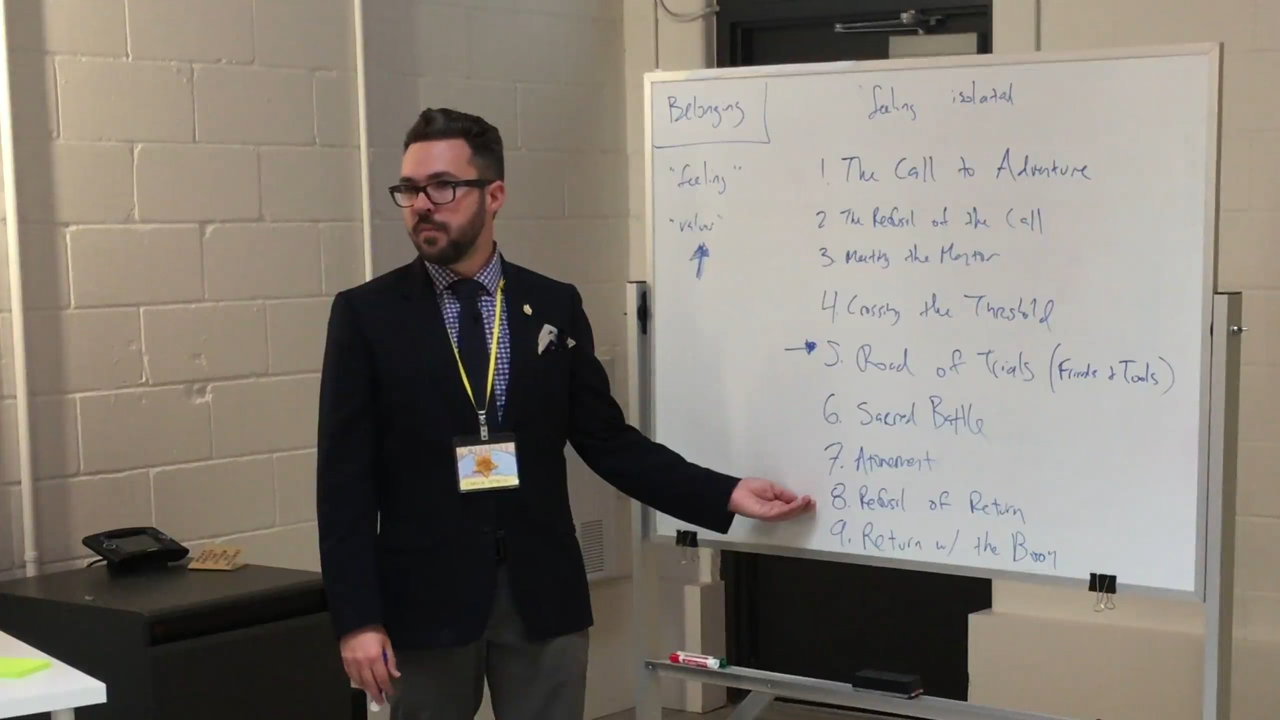 Belonging
feeling isolated
"feeling"
"value"
1. The Call to Adventure
2 The Refusil of the Call
3. Meeting the Mentor
4. Crossing the Threshold
5. Road of Trials (Friends & Tools)
6. Sacred Battle
7. Atonement
8. Refusil of Return
9. Return w/ the Boon